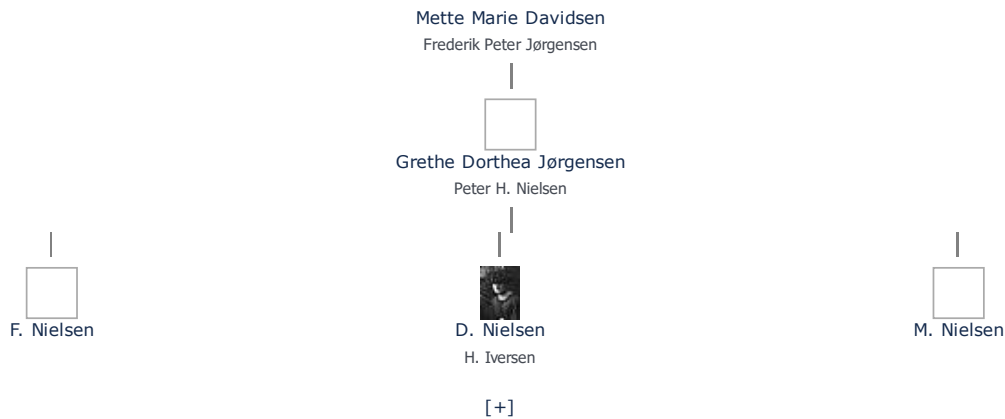 Mette Marie Davidsen
Frederik Peter Jørgensen
Grethe Dorthea Jørgensen
Peter H. Nielsen
F. Nielsen
D. Nielsen
M. Nielsen
H. Iversen
[+]